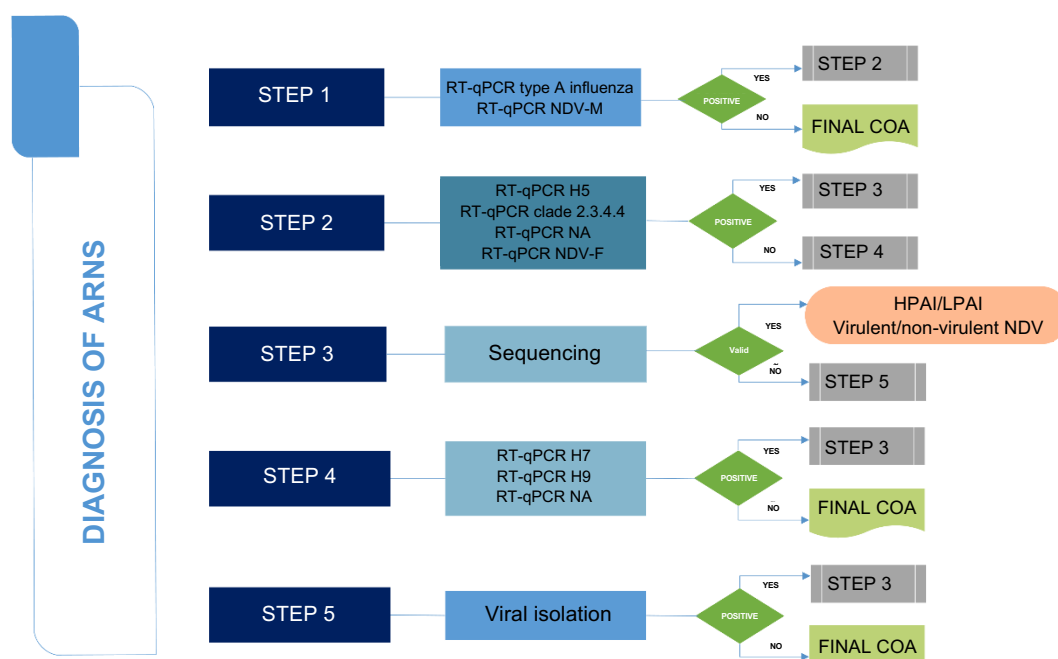 DIAGNOSIS OF ARNS
STEP 1
RT-qPCR type A influenza
RT-qPCR NDV-M
POSITIVE
YES
STEP 2
NO
FINAL COA
STEP 2
RT-qPCR H5
RT-qPCR clade 2.3.4.4
RT-qPCR NA
RT-qPCR NDV-F
POSITIVE
YES
STEP 3
NO
STEP 4
STEP 3
Sequencing
Valid
YES
HPAI/LPAI
Virulent/non-virulent NDV
NO
STEP 5
STEP 4
RT-qPCR H7
RT-qPCR H9
RT-qPCR NA
POSITIVE
YES
STEP 3
NO
FINAL COA
STEP 5
Viral isolation
POSITIVE
YES
STEP 3
NO
FINAL COA